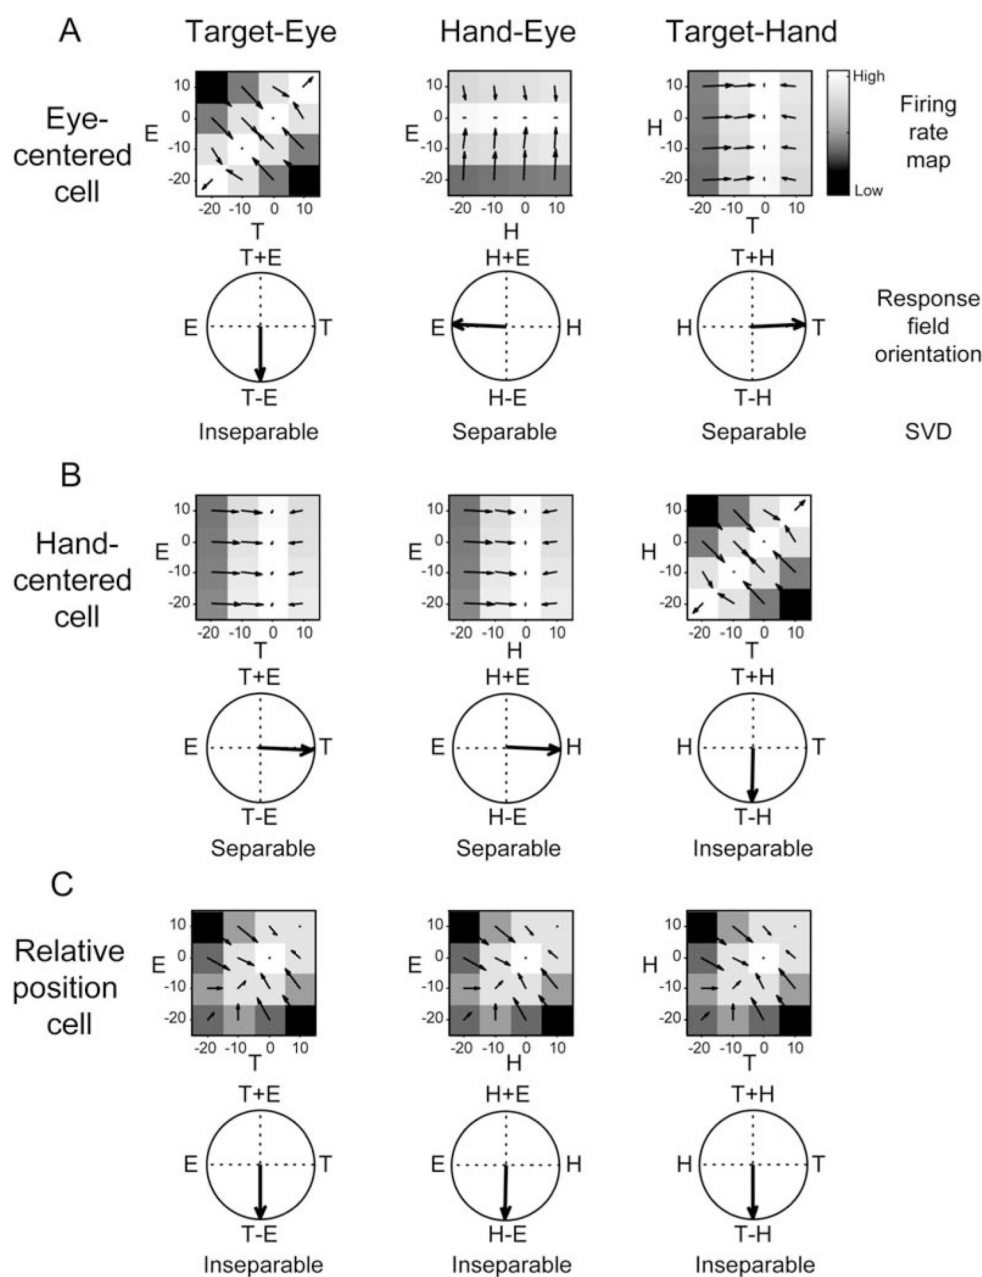 A
Target-Eye Hand-Eye Target-Hand
Eye-
centered
cell
E
10
0
-10
-20
-20 -10 0 10
T
E
10
0
-10
-20
-20 -10 0 10
H
H
10
0
-10
-20
-20 -10 0 10
T
High
Low
Firing
rate
map
T+E
E T
T-E
H+E
E H
H-E
T+H
H T
T-H
Response
field
orientation
Inseparable Separable Separable SVD
B
Hand-
centered
cell
E
10
0
-10
-20
-20 -10 0 10
T
E
10
0
-10
-20
-20 -10 0 10
H
H
10
0
-10
-20
-20 -10 0 10
T
T+E
E T
T-E
H+E
E H
H-E
T+H
H T
T-H
Separable Separable Inseparable
C
Relative
position
cell
E
10
0
-10
-20
-20 -10 0 10
T
E
10
0
-10
-20
-20 -10 0 10
H
H
10
0
-10
-20
-20 -10 0 10
T
T+E
E T
T-E
H+E
E H
H-E
T+H
H T
T-H
Inseparable Inseparable Inseparable